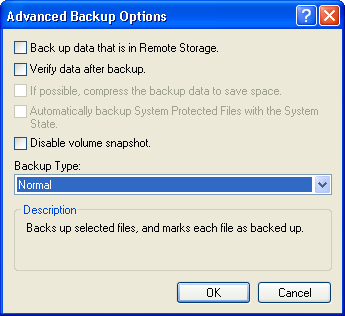 Advanced Backup Options
Back up data that is in Remote Storage.
Verify data after backup.
If possible, compress the backup data to save space.
Automatically backup System Protected Files with the System
State.
Disable volume snapshot.
Backup Type:
Normal
Description
Backs up selected files, and marks each file as backed up.
OK Cancel